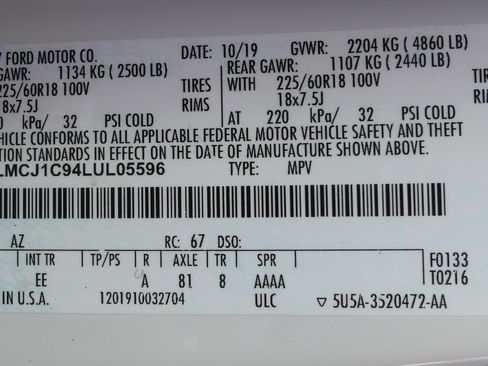 Y FORD MOTOR CO. DATE: 10/19 GVWR: 2204 KG ( 4860 LB)
GAWR: 1134 KG ( 2500 LB) REAR GAWR: 1107 KG ( 2440 LB)
225/60R18 100V TIRES WITH 225/60R18 100V TIRES
18x7.5J RIMS 18x7.5J RIMS
0 kPa/ 32 PSI COLD AT 220 kPa/ 32 PSI COLD
VEHICLE CONFORMS TO ALL APPLICABLE FEDERAL MOTOR VEHICLE SAFETY AND THEFT
STANDARDS IN EFFECT ON THE DATE OF MANUFACTURE SHOWN ABOVE.
LMCJ1C94LUL05596 TYPE: MPV
AZ RC: 67 DSO:
INT TR TP/PS R AXLE TR SPR F0133
EE A 81 8 AAAA T0216
IN U.S.A. 1201910032704 ULC ▽ 5U5A-3520472-AA